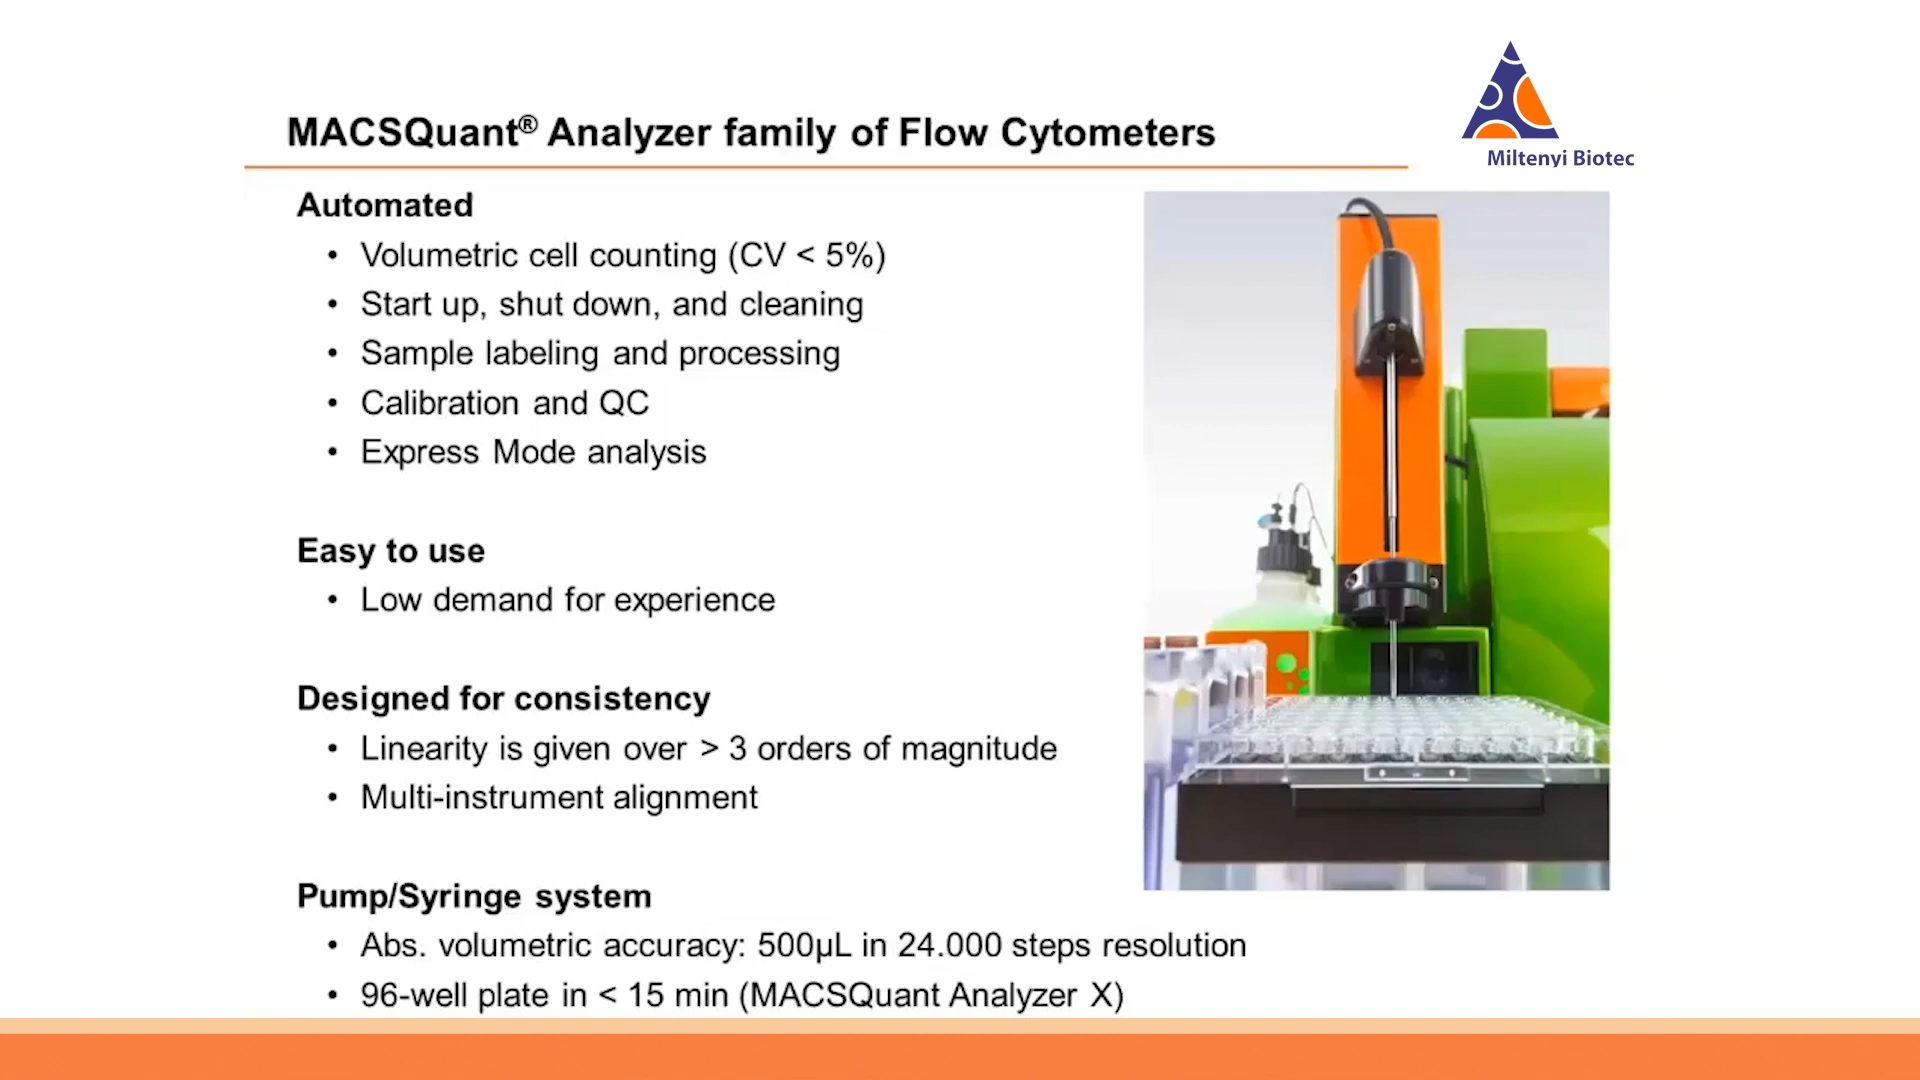 MACSQuant® Analyzer family of Flow Cytometers
Miltenyi Biotec
Automated
• Volumetric cell counting (CV < 5%)
• Start up, shut down, and cleaning
• Sample labeling and processing
• Calibration and QC
• Express Mode analysis
Easy to use
• Low demand for experience
Designed for consistency
• Linearity is given over > 3 orders of magnitude
• Multi-instrument alignment
Pump/Syringe system
• Abs. volumetric accuracy: 500µL in 24.000 steps resolution
• 96-well plate in < 15 min (MACSQuant Analyzer X)